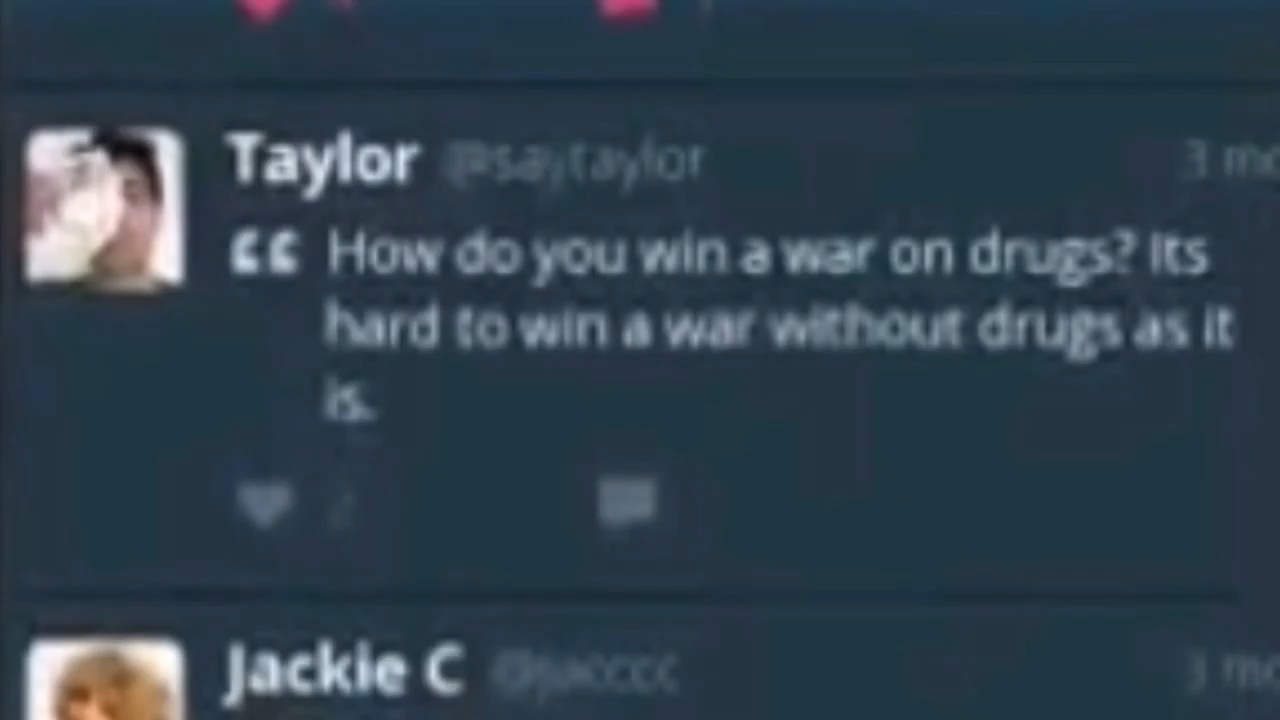 Taylor @saytaylor
“ How do you win a war on drugs? Its
hard to win a war without drugs as it
is.
Jackie C